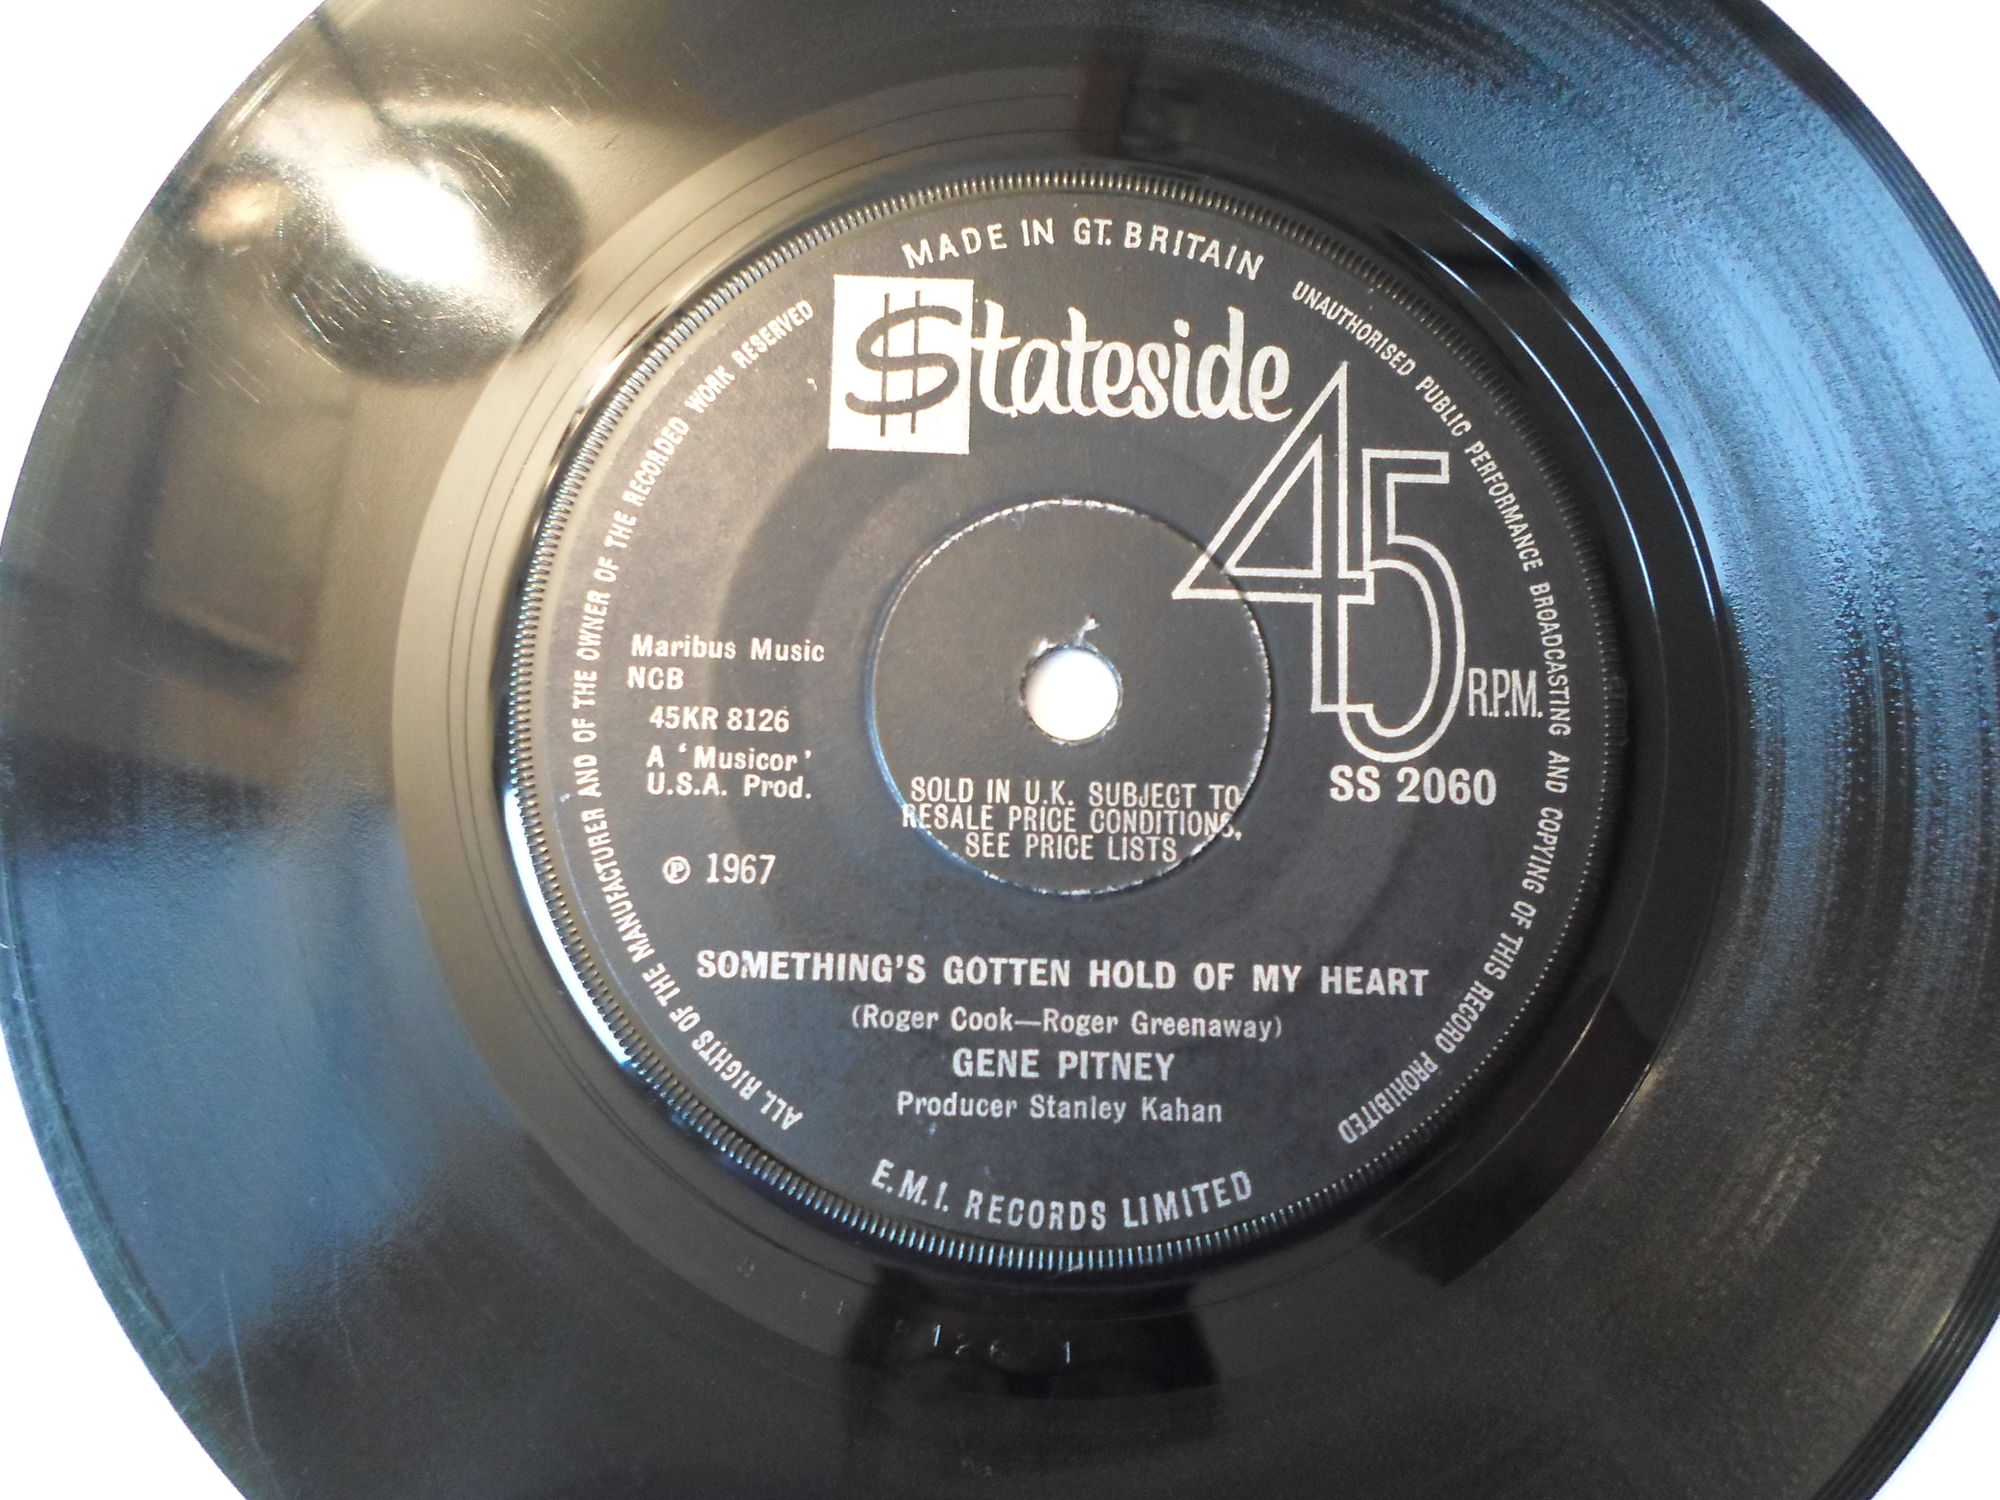 MADE IN GT. BRITAIN
UNAUTHORISED PUBLIC PERFORMANCE BROADCASTING AND COPYING OF THIS RECORD PROHIBITED
ALL RIGHTS OF THE MANUFACTURER AND OF THE OWNER OF THE RECORDED WORK RESERVED
$tateside
45
R.P.M.
SS 2060
Maribus Music
NCB
45KR 8126
A ‘Musicor’
U.S.A. Prod.
℗ 1967
SOLD IN U.K. SUBJECT TO
RESALE PRICE CONDITIONS,
SEE PRICE LISTS
SOMETHING'S GOTTEN HOLD OF MY HEART
(Roger Cook—Roger Greenaway)
GENE PITNEY
Producer Stanley Kahan
E.M.I. RECORDS LIMITED